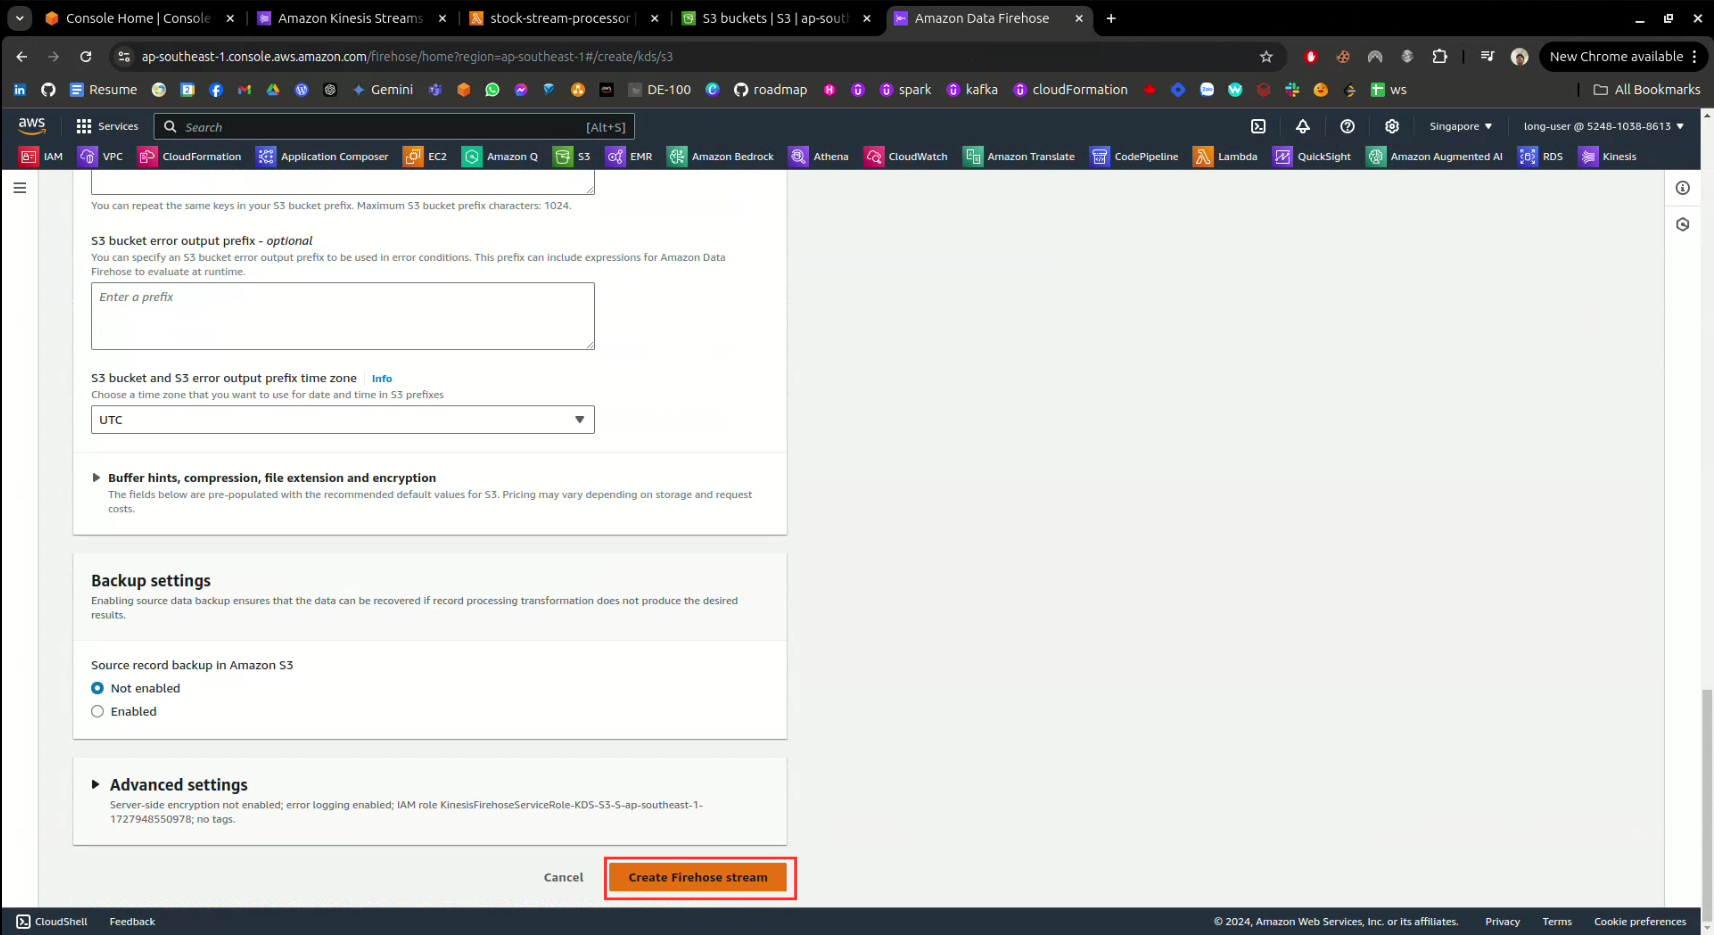 Console Home | Console
Amazon Kinesis Streams
stock-stream-processor
S3 buckets | S3 | ap-sout
Amazon Data Firehose
ap-southeast-1.console.aws.amazon.com/firehose/home?region=ap-southeast-1#/create/kds/s3
New Chrome available
Resume
Gemini
DE-100
roadmap
spark
kafka
cloudFormation
ws
All Bookmarks
aws
Services
Search
[Alt+S]
Singapore
long-user @ 5248-1038-8613
IAM
VPC
CloudFormation
Application Composer
EC2
Amazon Q
S3
EMR
Amazon Bedrock
Athena
CloudWatch
Amazon Translate
CodePipeline
Lambda
QuickSight
Amazon Augmented AI
RDS
Kinesis
You can repeat the same keys in your S3 bucket prefix. Maximum S3 bucket prefix characters: 1024.
S3 bucket error output prefix - optional
You can specify an S3 bucket error output prefix to be used in error conditions. This prefix can include expressions for Amazon Data
Firehose to evaluate at runtime.
Enter a prefix
S3 bucket and S3 error output prefix time zone
Info
Choose a time zone that you want to use for date and time in S3 prefixes
UTC
Buffer hints, compression, file extension and encryption
The fields below are pre-populated with the recommended default values for S3. Pricing may vary depending on storage and request
costs.
Backup settings
Enabling source data backup ensures that the data can be recovered if record processing transformation does not produce the desired
results.
Source record backup in Amazon S3
Not enabled
Enabled
Advanced settings
Server-side encryption not enabled; error logging enabled; IAM role KinesisFirehoseServiceRole-KDS-S3-S-ap-southeast-1-
1727948550978; no tags.
Cancel
Create Firehose stream
CloudShell
Feedback
© 2024, Amazon Web Services, Inc. or its affiliates.
Privacy
Terms
Cookie preferences